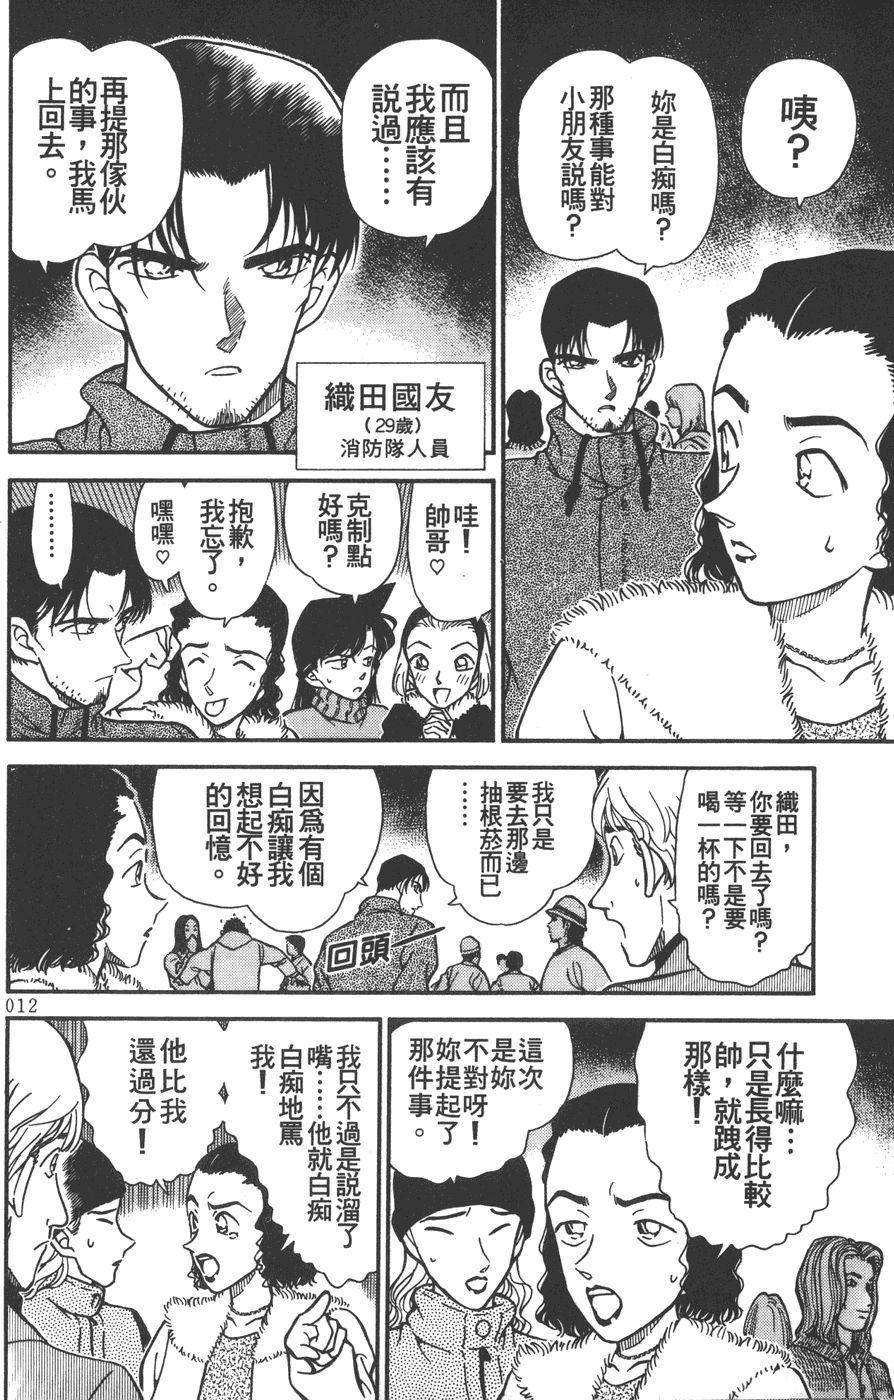 咦？
妳是白痴嗎？
那種事能對
小朋友説嗎？
而且
我應該有
説過……
再提那傢伙
的事，我馬
上回去。
織田國友
（29歲）
消防隊人員
哇！
帥哥♡
克制點
好嗎？
抱歉，
我忘了。
嘿嘿♡
……
織田，
你要回去了嗎？
等一下不是要
喝一杯的嗎？
我只是
要去那邊
抽根菸而已
……
回頭
因為有個
白痴讓我
想起不好
的回憶。
012
什麼嘛…
只是長得比較
帥，就跩成
那樣！
這次
是妳
不對呀！
妳提起了
那件事。
我只不過是説溜了
嘴……他就白痴
白痴地罵
我！
他比我
還過分！